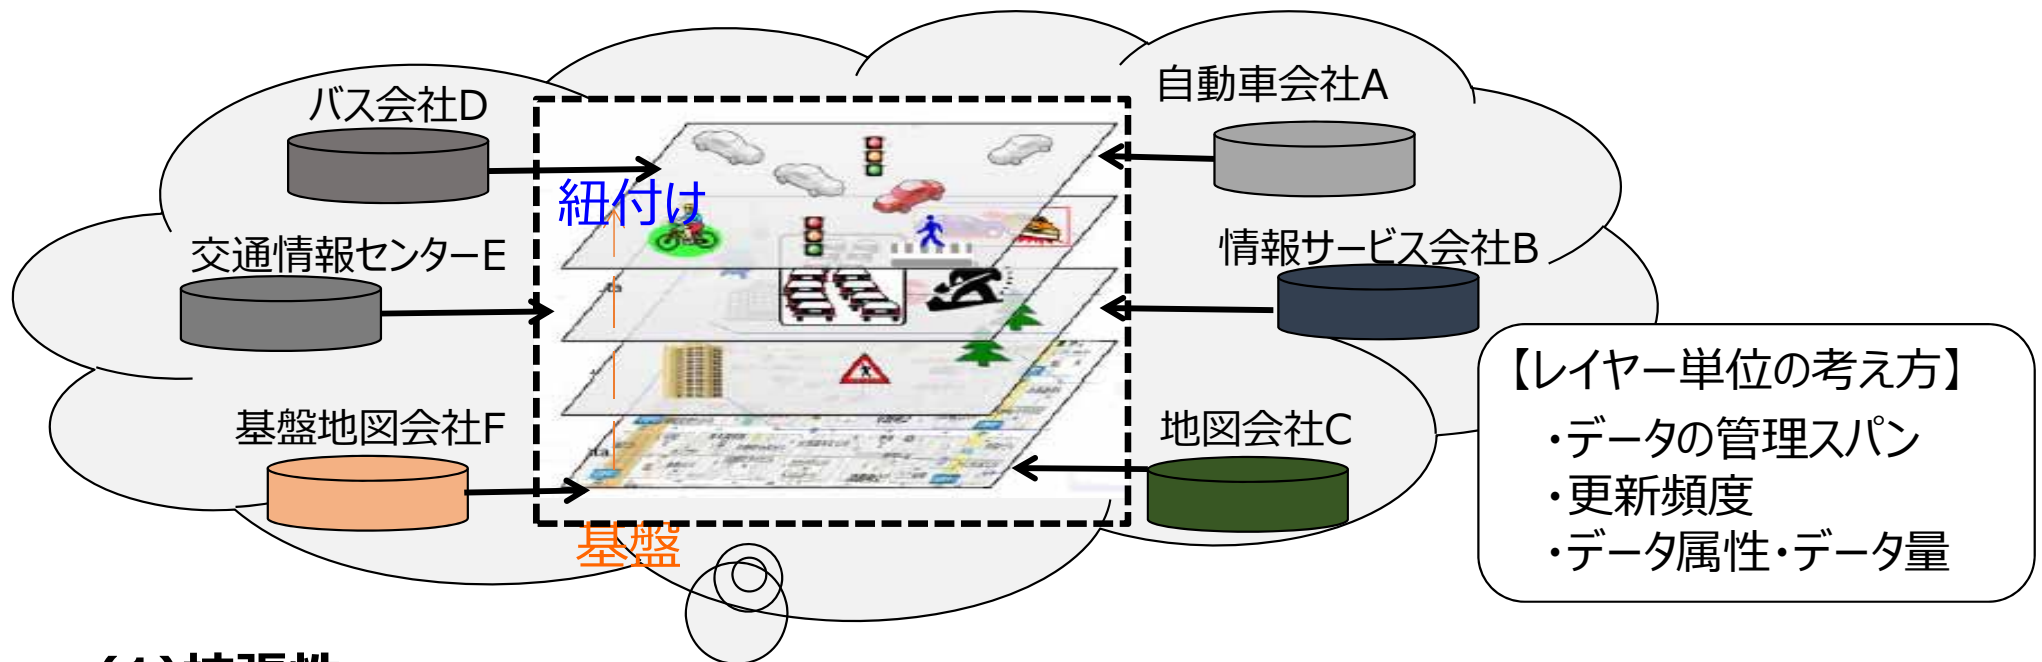 バス会社D
自動車会社A
紐付け
交通情報センターE
情報サービス会社B
【レイヤー単位の考え方】
・データの管理スパン
・更新頻度
・データ属性・データ量
基盤地図会社F
地図会社C
基盤